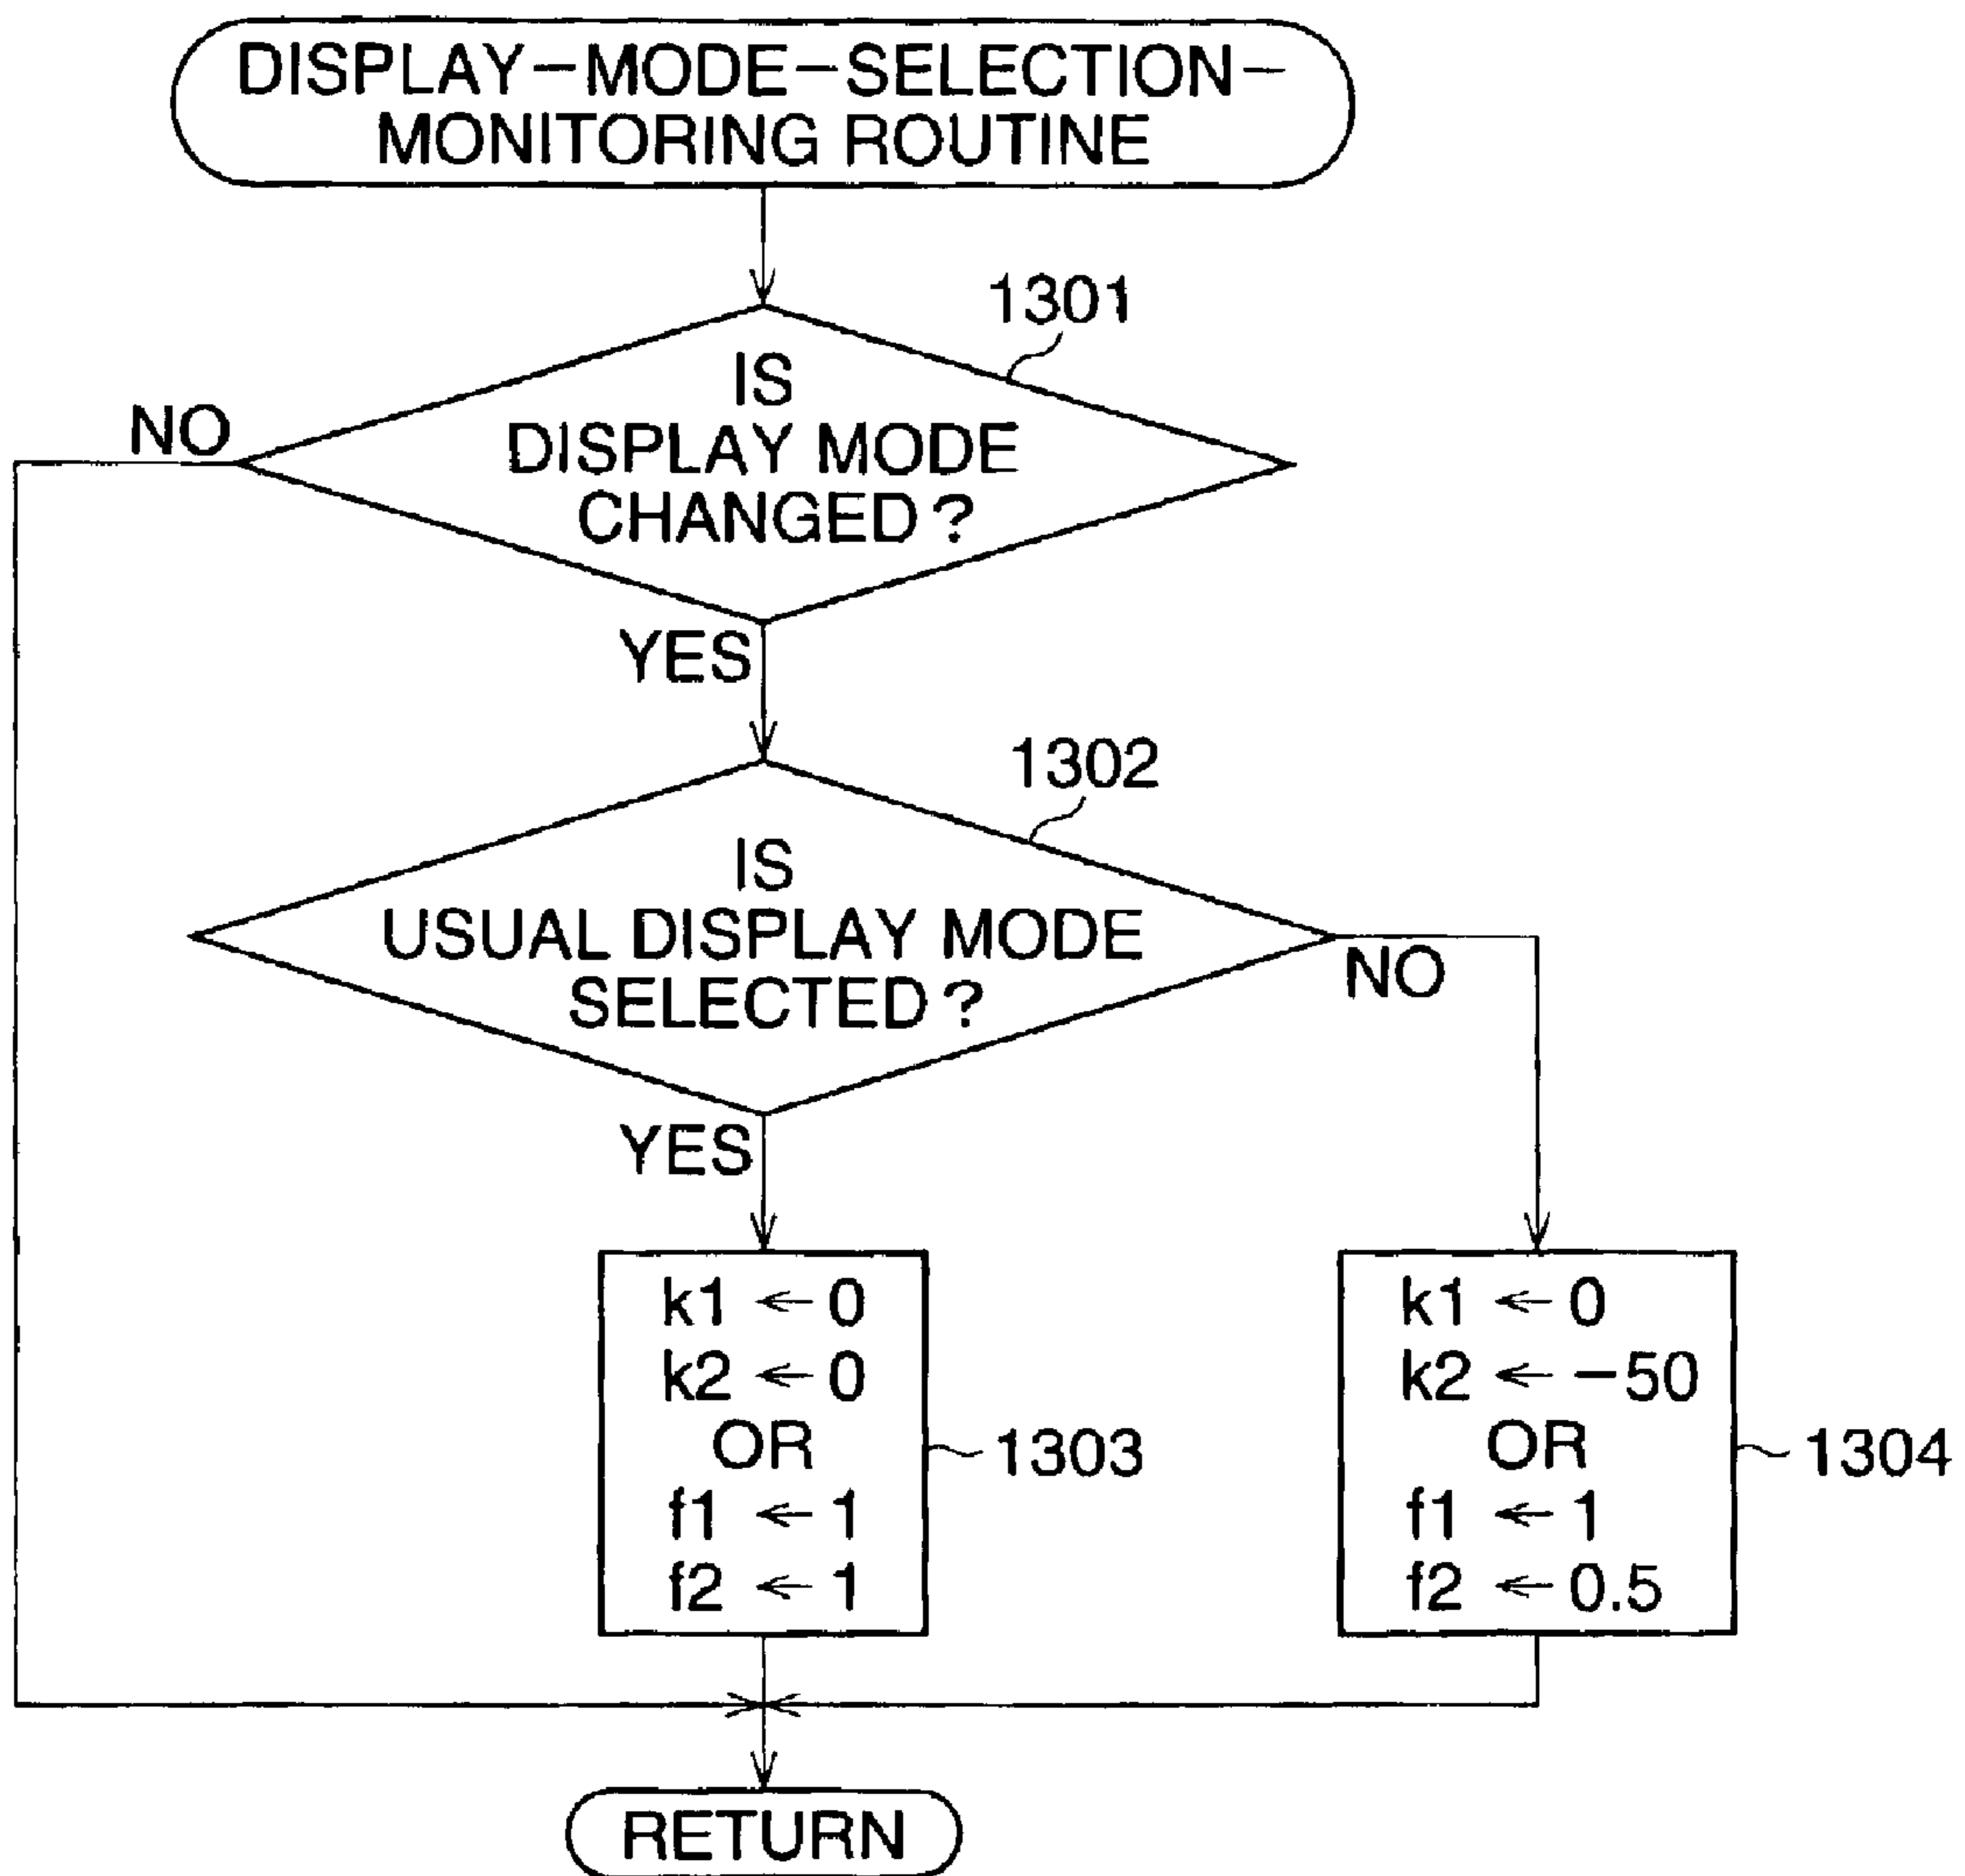 DISPLAY-MODE-SELECTION-
MONITORING ROUTINE
1301
IS
DISPLAY MODE
CHANGED ?
NO
YES
1302
IS
USUAL DISPLAY MODE
SELECTED ?
NO
YES
k1 ← 0
k2 ← 0
OR
f1 ← 1
f2 ← 1
1303
k1 ← 0
k2 ← -50
OR
f1 ← 1
f2 ← 0.5
1304
RETURN